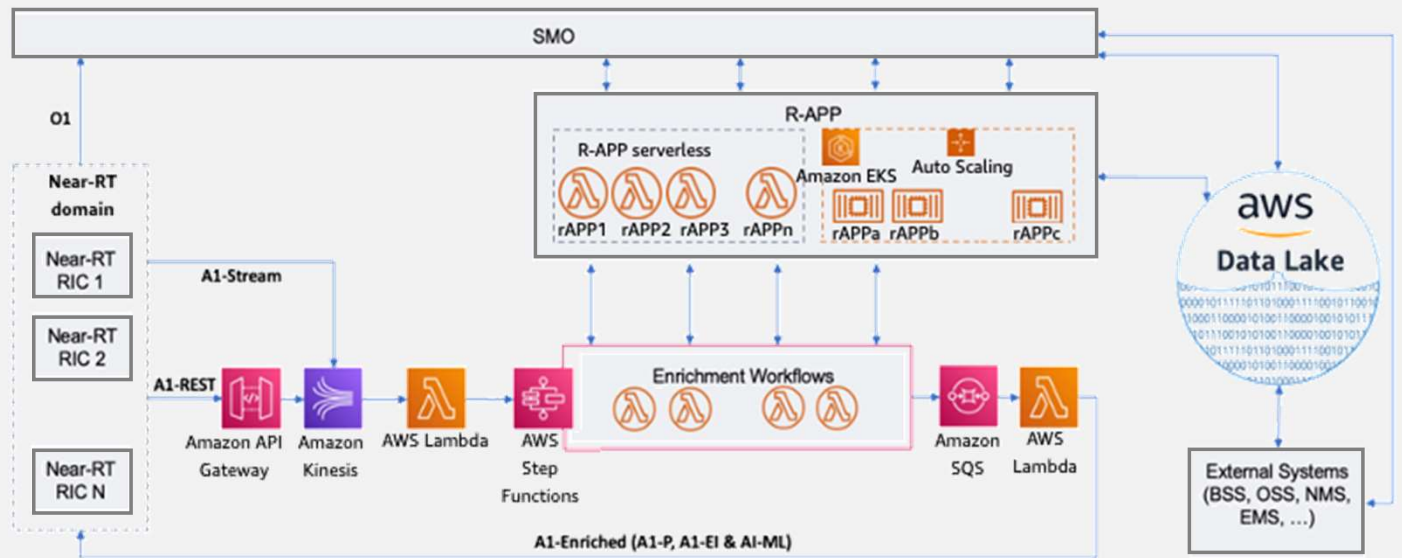 SMO
O1
R-APP
R-APP serverless
Amazon EKS
Auto Scaling
rAPP1
rAPP2
rAPP3
rAPPn
rAPPa
rAPPb
rAPPc
Near-RT
domain
Near-RT
RIC 1
Near-RT
RIC 2
Near-RT
RIC N
A1-Stream
A1-REST
Amazon API
Gateway
Amazon
Kinesis
AWS Lambda
AWS
Step
Functions
Enrichment Workflows
Amazon
SQS
AWS
Lambda
A1-Enriched (A1-P, A1-EI & AI-ML)
aws
Data Lake
External Systems
(BSS, OSS, NMS,
EMS, ...)